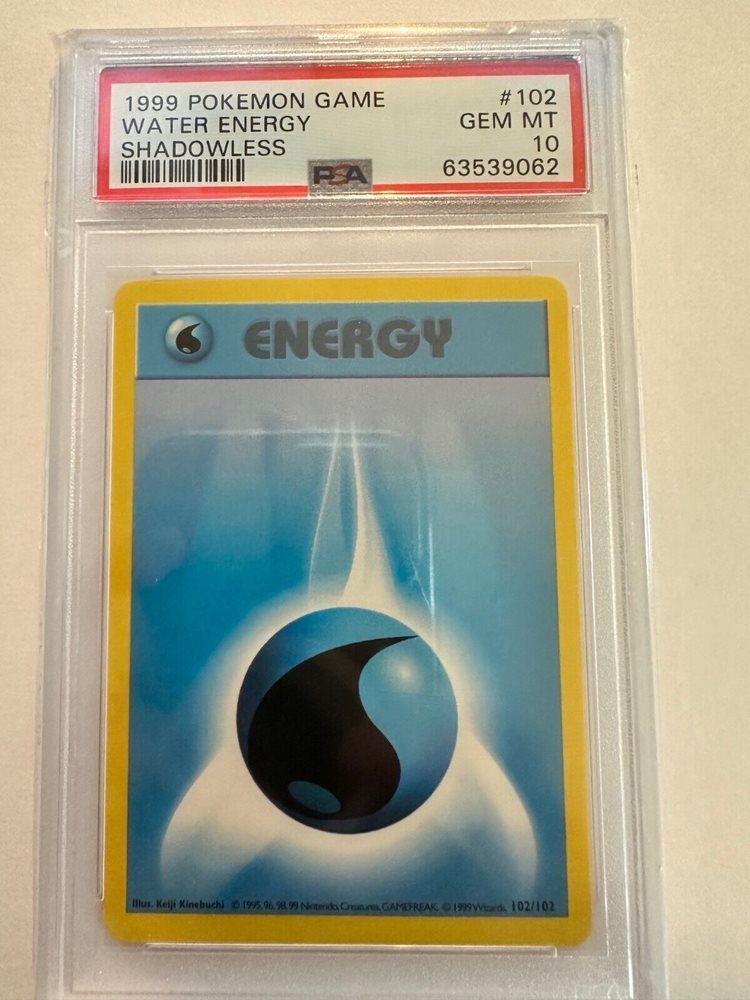 1999 POKEMON GAME #102
WATER ENERGY GEM MT
SHADOWLESS 10
PSA 63539062
ENERGY
Illus. Keiji Kinebuchi © 1995, 96, 98, 99 Nintendo, Creatures, GAMEFREAK. © 1999 Wizards. 102/102